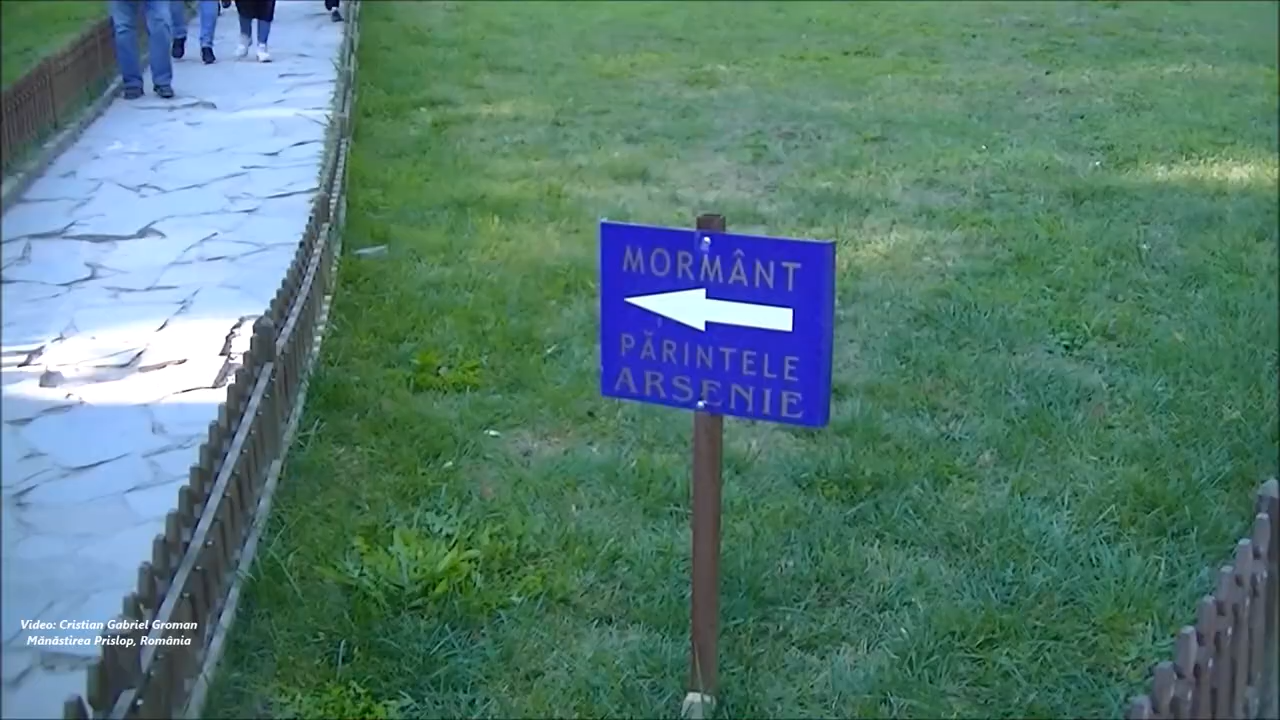 MORMÂNT
PĂRINTELE
ARSENIE
Video: Cristian Gabriel Groman
Mănăstirea Prislop, România